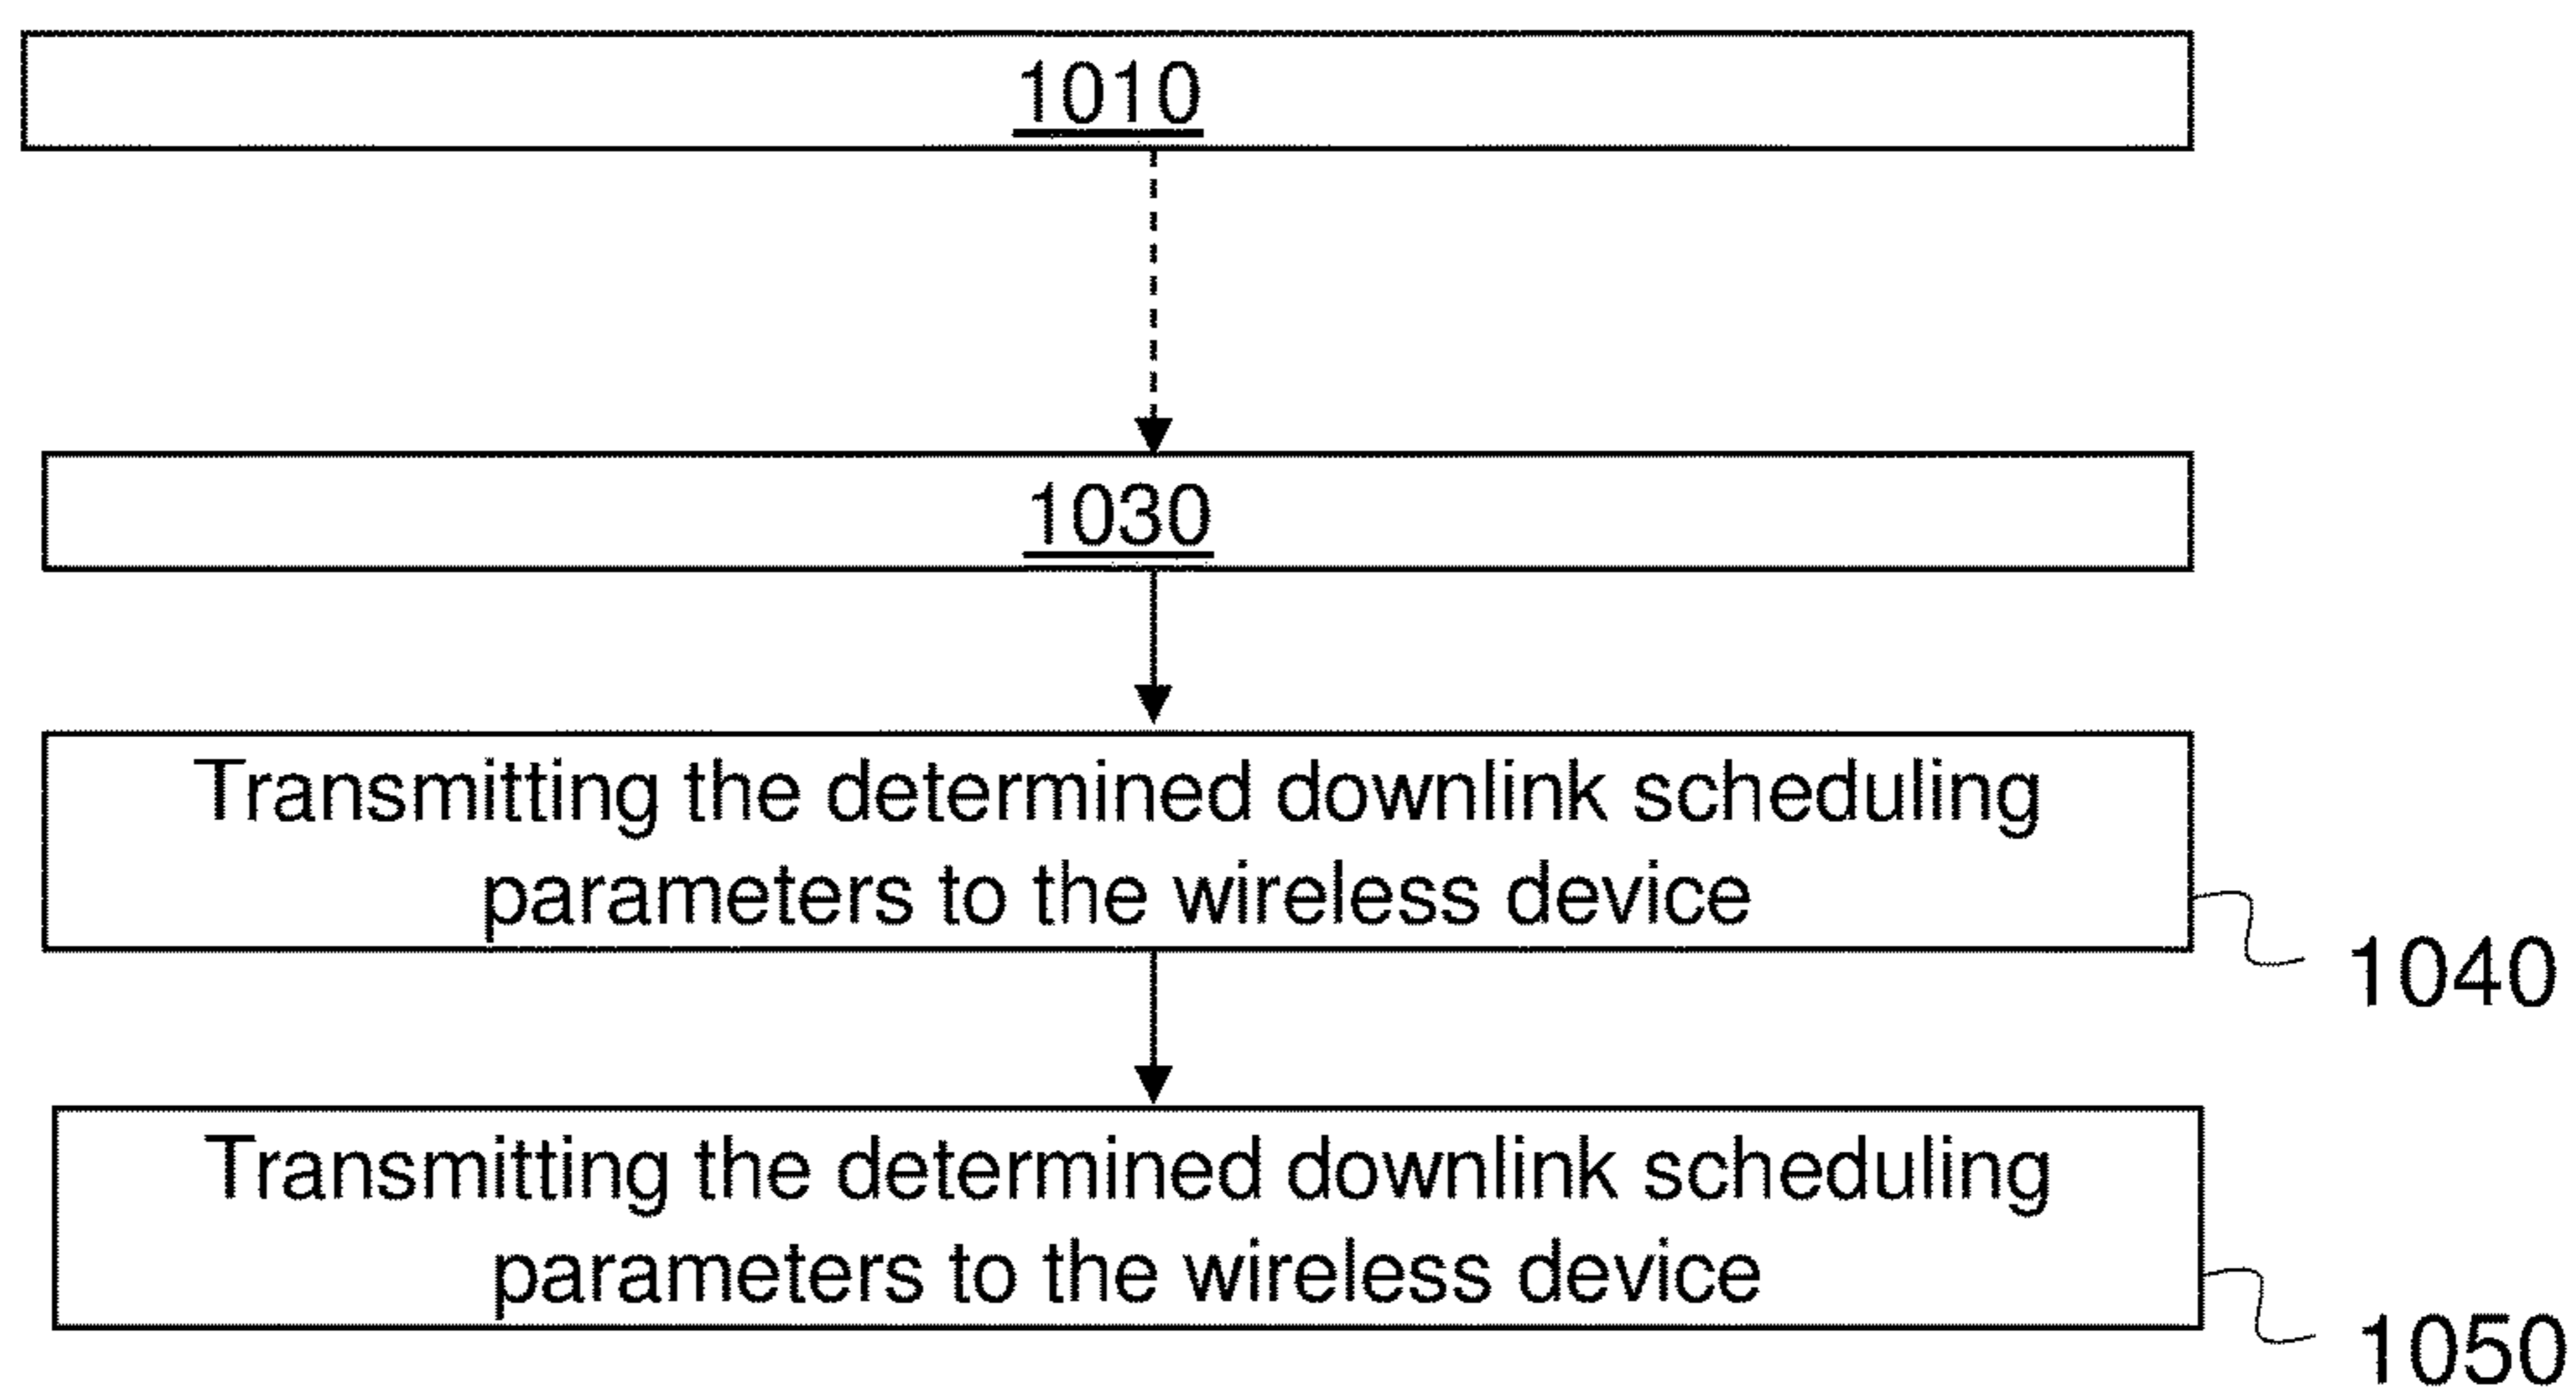 1010
1030
Transmitting the determined downlink scheduling
parameters to the wireless device
1040
Transmitting the determined downlink scheduling
parameters to the wireless device
1050